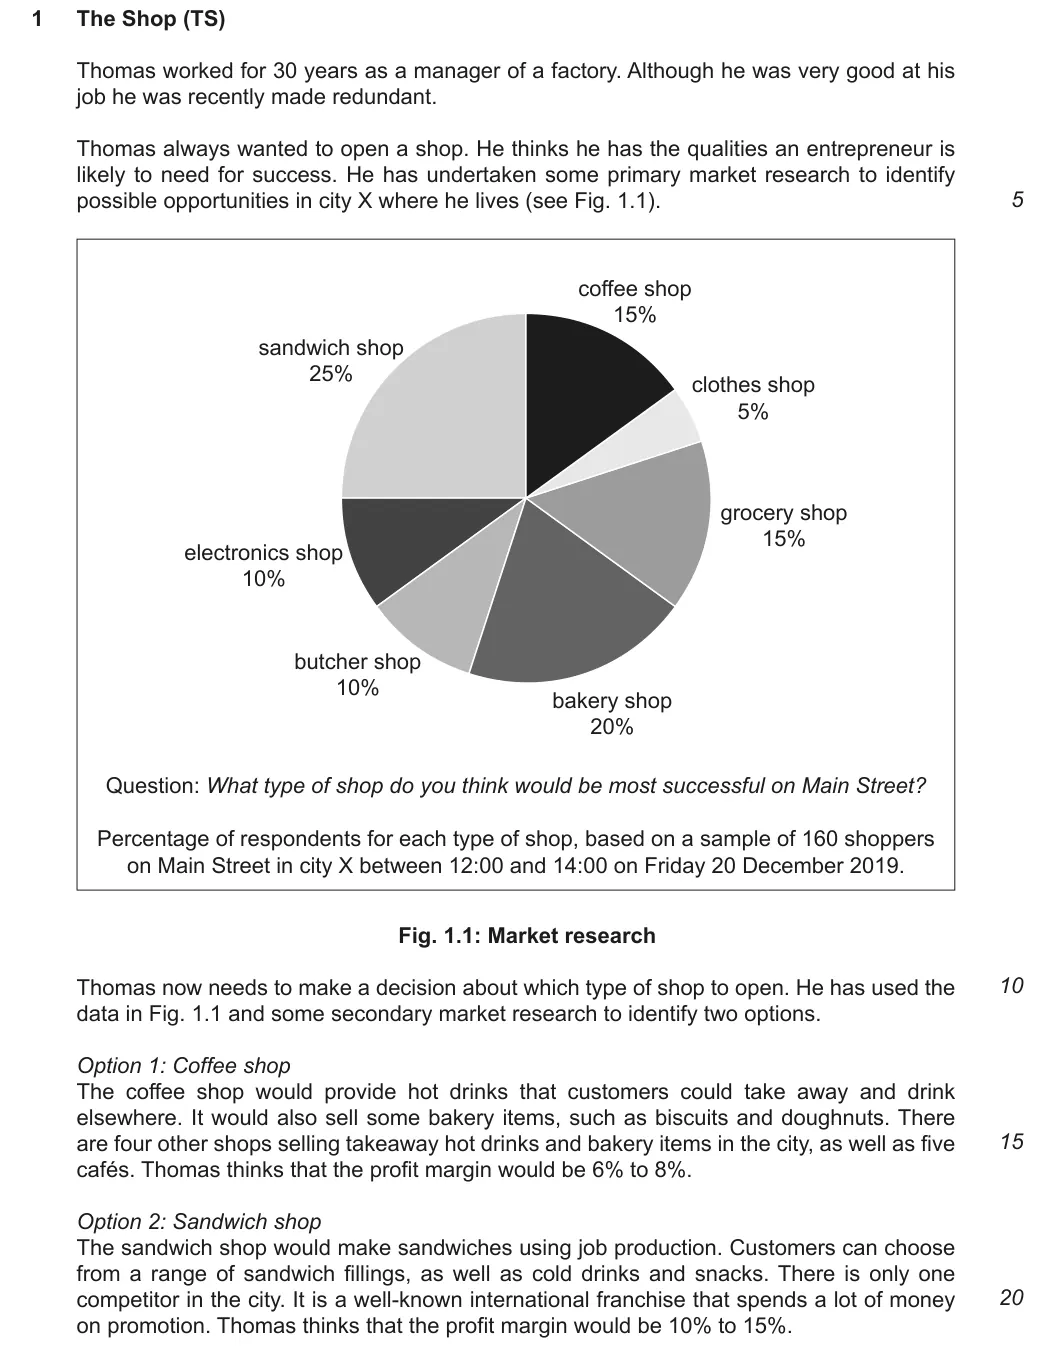 1 The Shop (TS)
Thomas worked for 30 years as a manager of a factory. Although he was very good at his
job he was recently made redundant.
Thomas always wanted to open a shop. He thinks he has the qualities an entrepreneur is
likely to need for success. He has undertaken some primary market research to identify
possible opportunities in city X where he lives (see Fig. 1.1). 5
coffee shop
15%
sandwich shop
25%
clothes shop
5%
grocery shop
15%
electronics shop
10%
butcher shop
10%
bakery shop
20%
Question: What type of shop do you think would be most successful on Main Street?
Percentage of respondents for each type of shop, based on a sample of 160 shoppers
on Main Street in city X between 12:00 and 14:00 on Friday 20 December 2019.
Fig. 1.1: Market research
Thomas now needs to make a decision about which type of shop to open. He has used the 10
data in Fig. 1.1 and some secondary market research to identify two options.
Option 1: Coffee shop
The coffee shop would provide hot drinks that customers could take away and drink
elsewhere. It would also sell some bakery items, such as biscuits and doughnuts. There
are four other shops selling takeaway hot drinks and bakery items in the city, as well as five 15
cafés. Thomas thinks that the profit margin would be 6% to 8%.
Option 2: Sandwich shop
The sandwich shop would make sandwiches using job production. Customers can choose
from a range of sandwich fillings, as well as cold drinks and snacks. There is only one
competitor in the city. It is a well-known international franchise that spends a lot of money 20
on promotion. Thomas thinks that the profit margin would be 10% to 15%.